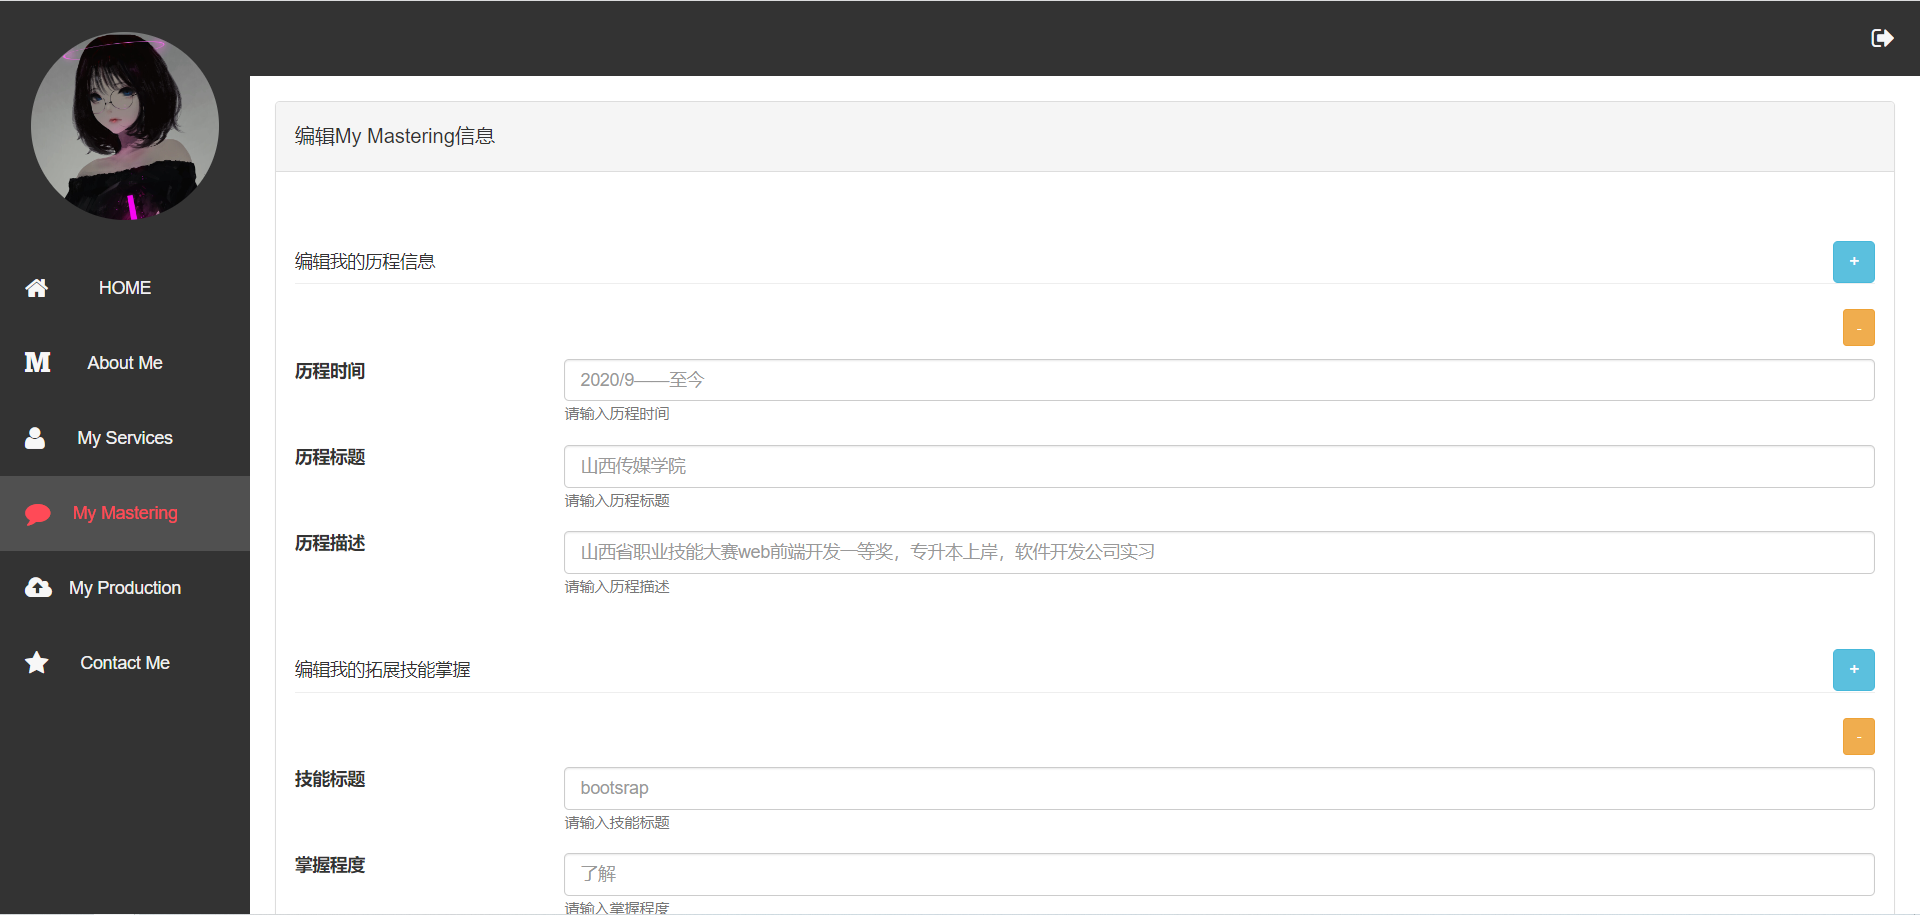 HOME
About Me
My Services
My Mastering
My Production
Contact Me
编辑My Mastering信息
编辑我的历程信息
+
-
历程时间
2020/9——至今
请输入历程时间
历程标题
山西传媒学院
请输入历程标题
历程描述
山西省职业技能大赛web前端开发一等奖，专升本上岸，软件开发公司实习
请输入历程描述
编辑我的拓展技能掌握
+
-
技能标题
bootsrap
请输入技能标题
掌握程度
了解
请输入掌握程度